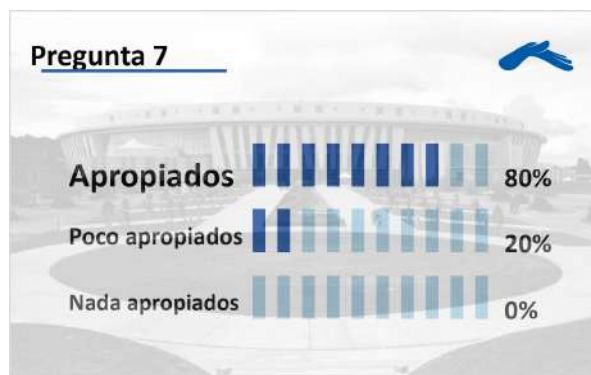 Pregunta 7
Apropiados 80%
Poco apropiados 20%
Nada apropiados 0%